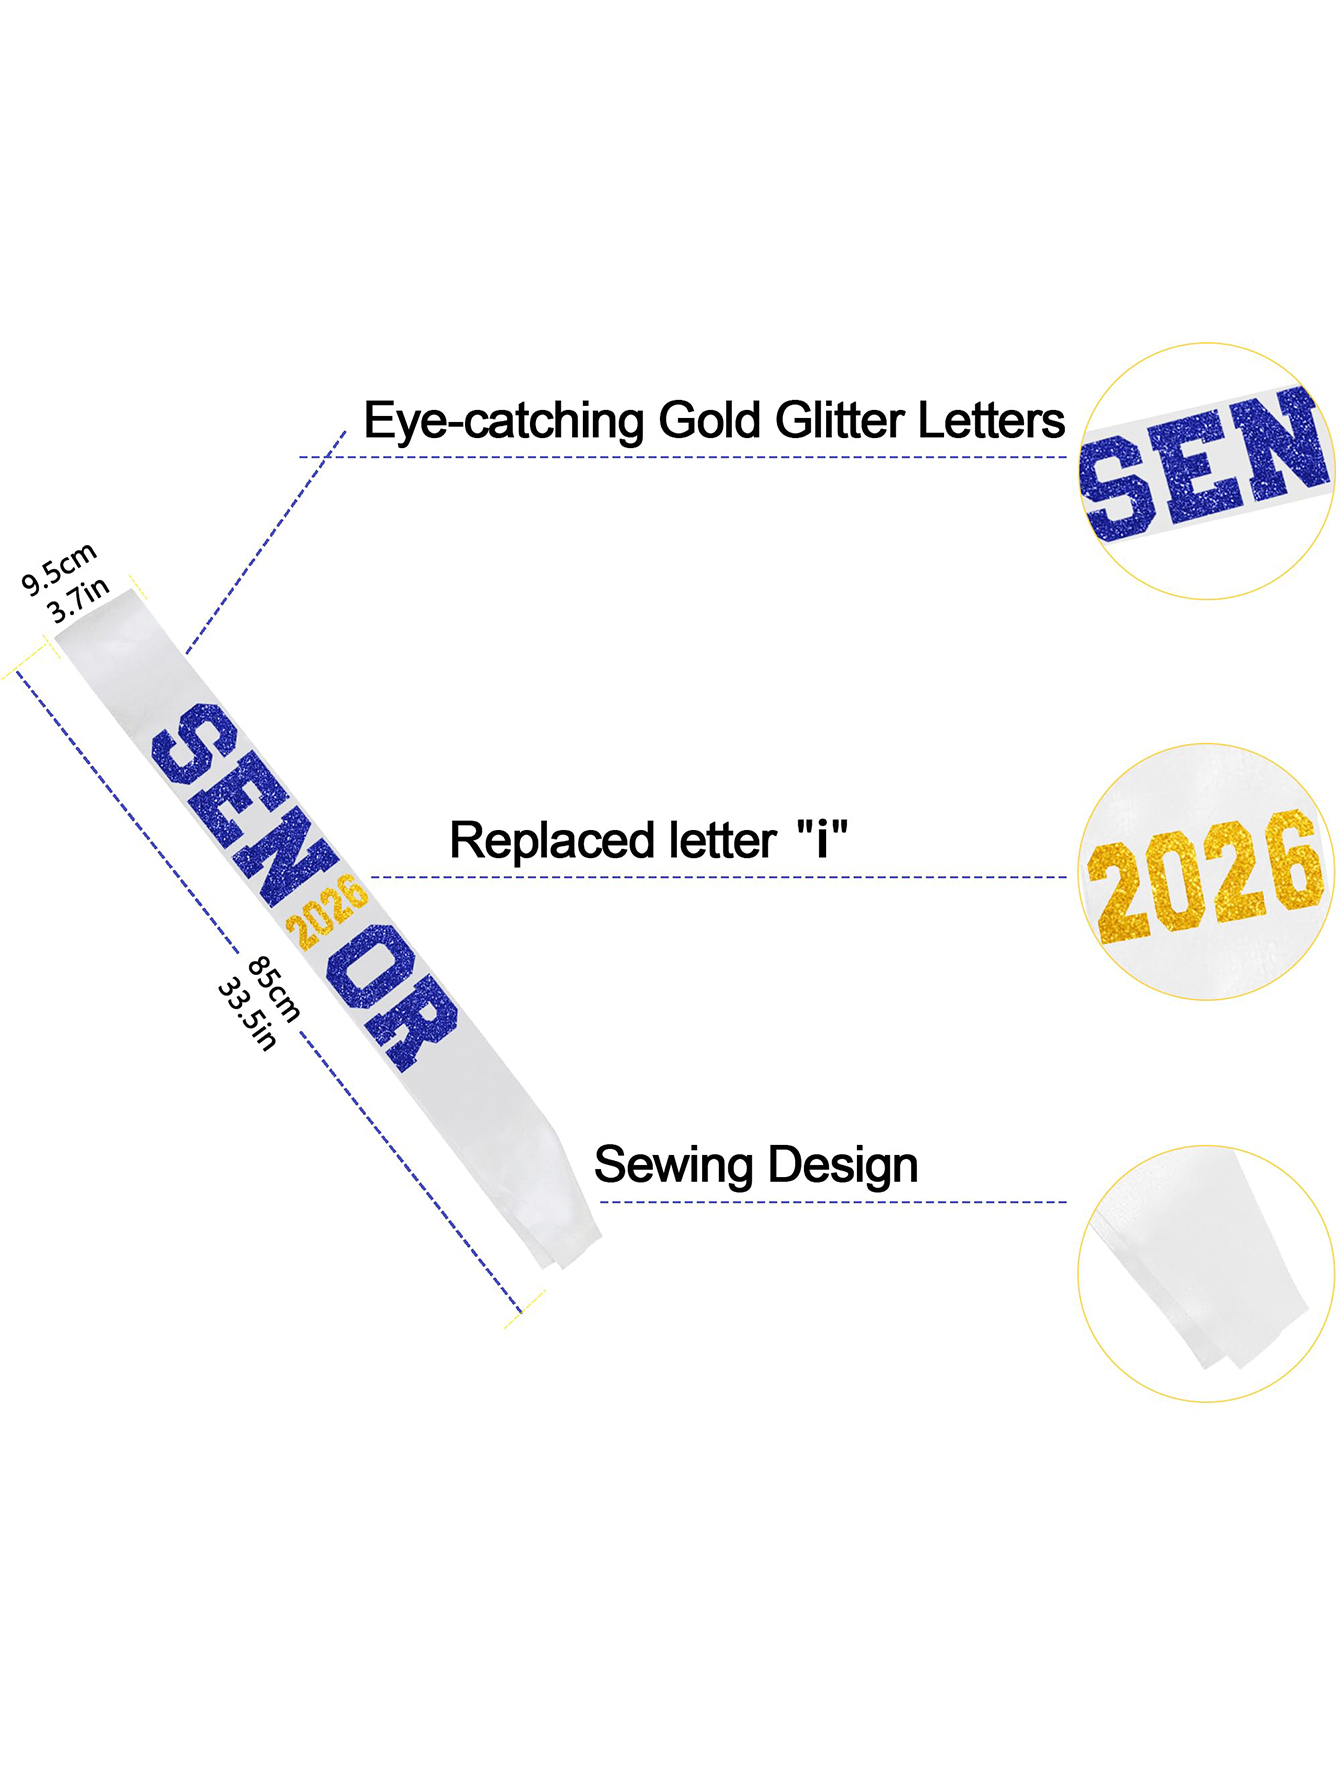 Eye-catching Gold Glitter Letters
SEN
9.5cm
3.7in
SEN
2026
OR
Replaced letter "i"
2026
85cm
33.5in
Sewing Design